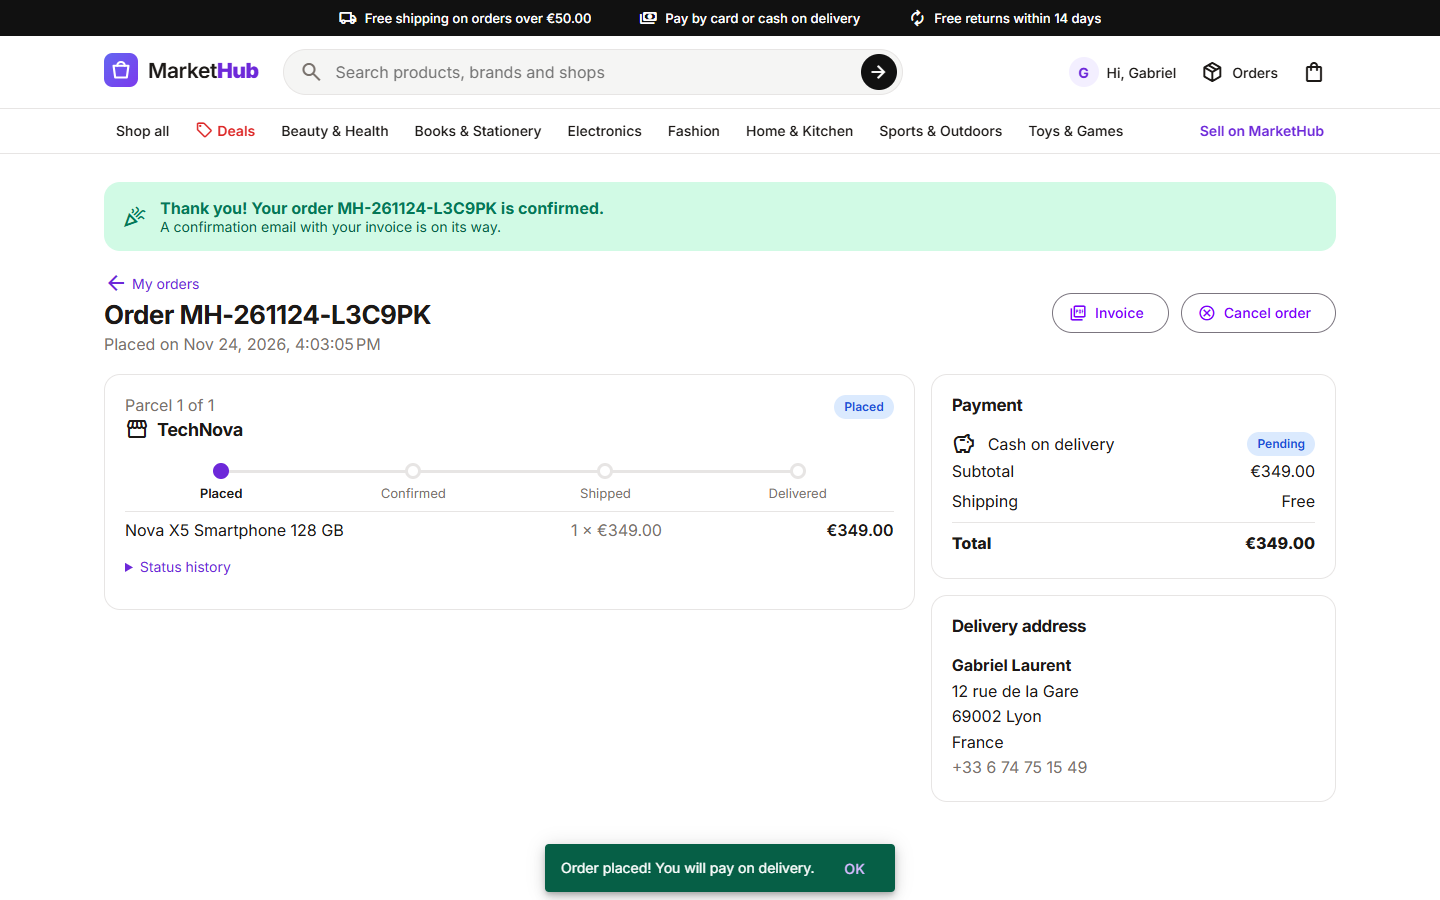 Free shipping on orders over €50.00
Pay by card or cash on delivery
Free returns within 14 days
MarketHub
Search products, brands and shops
G
Hi, Gabriel
Orders
Shop all
Deals
Beauty & Health
Books & Stationery
Electronics
Fashion
Home & Kitchen
Sports & Outdoors
Toys & Games
Sell on MarketHub
Thank you! Your order MH-261124-L3C9PK is confirmed.
A confirmation email with your invoice is on its way.
My orders
Order MH-261124-L3C9PK
Placed on Nov 24, 2026, 4:03:05 PM
Invoice
Cancel order
Parcel 1 of 1
Placed
TechNova
Placed
Confirmed
Shipped
Delivered
Nova X5 Smartphone 128 GB
1 × €349.00
€349.00
Status history
Payment
Cash on delivery
Pending
Subtotal
€349.00
Shipping
Free
Total
€349.00
Delivery address
Gabriel Laurent
12 rue de la Gare
69002 Lyon
France
+33 6 74 75 15 49
Order placed! You will pay on delivery.
OK